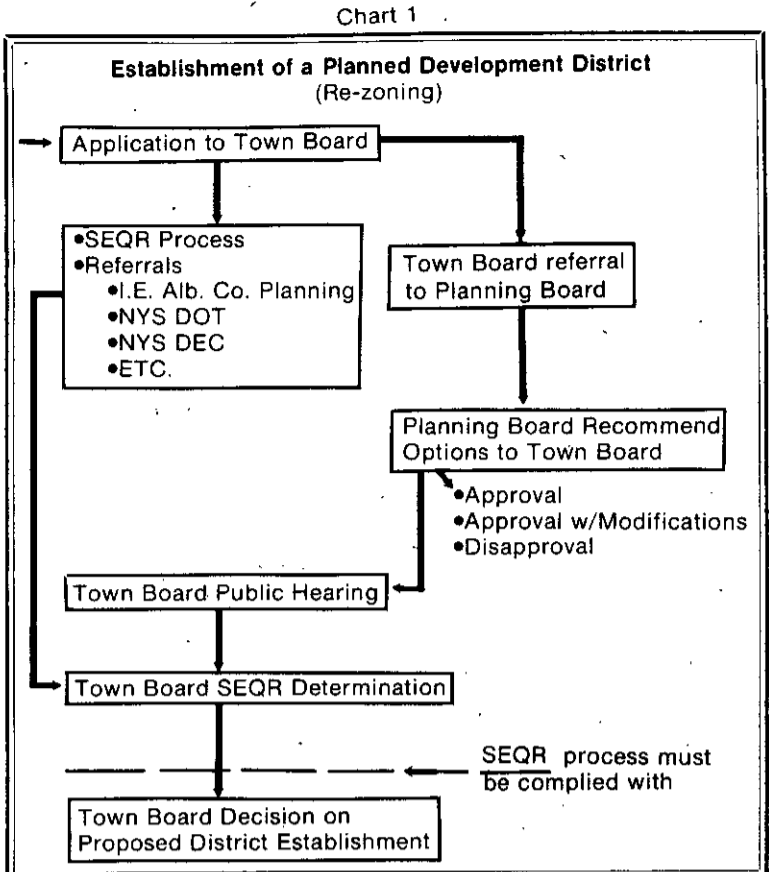 Chart 1
Establishment of a Planned Development District
(Re-zoning)
Application to Town Board
•SEQR Process
•Referrals
•I.E. Alb. Co. Planning
•NYS DOT
•NYS DEC
•ETC.
Town Board referral
to Planning Board
Planning Board Recommend
Options to Town Board
•Approval
•Approval w/Modifications
•Disapproval
Town Board Public Hearing
Town Board SEQR Determination
SEQR process must
be complied with
Town Board Decision on
Proposed District Establishment